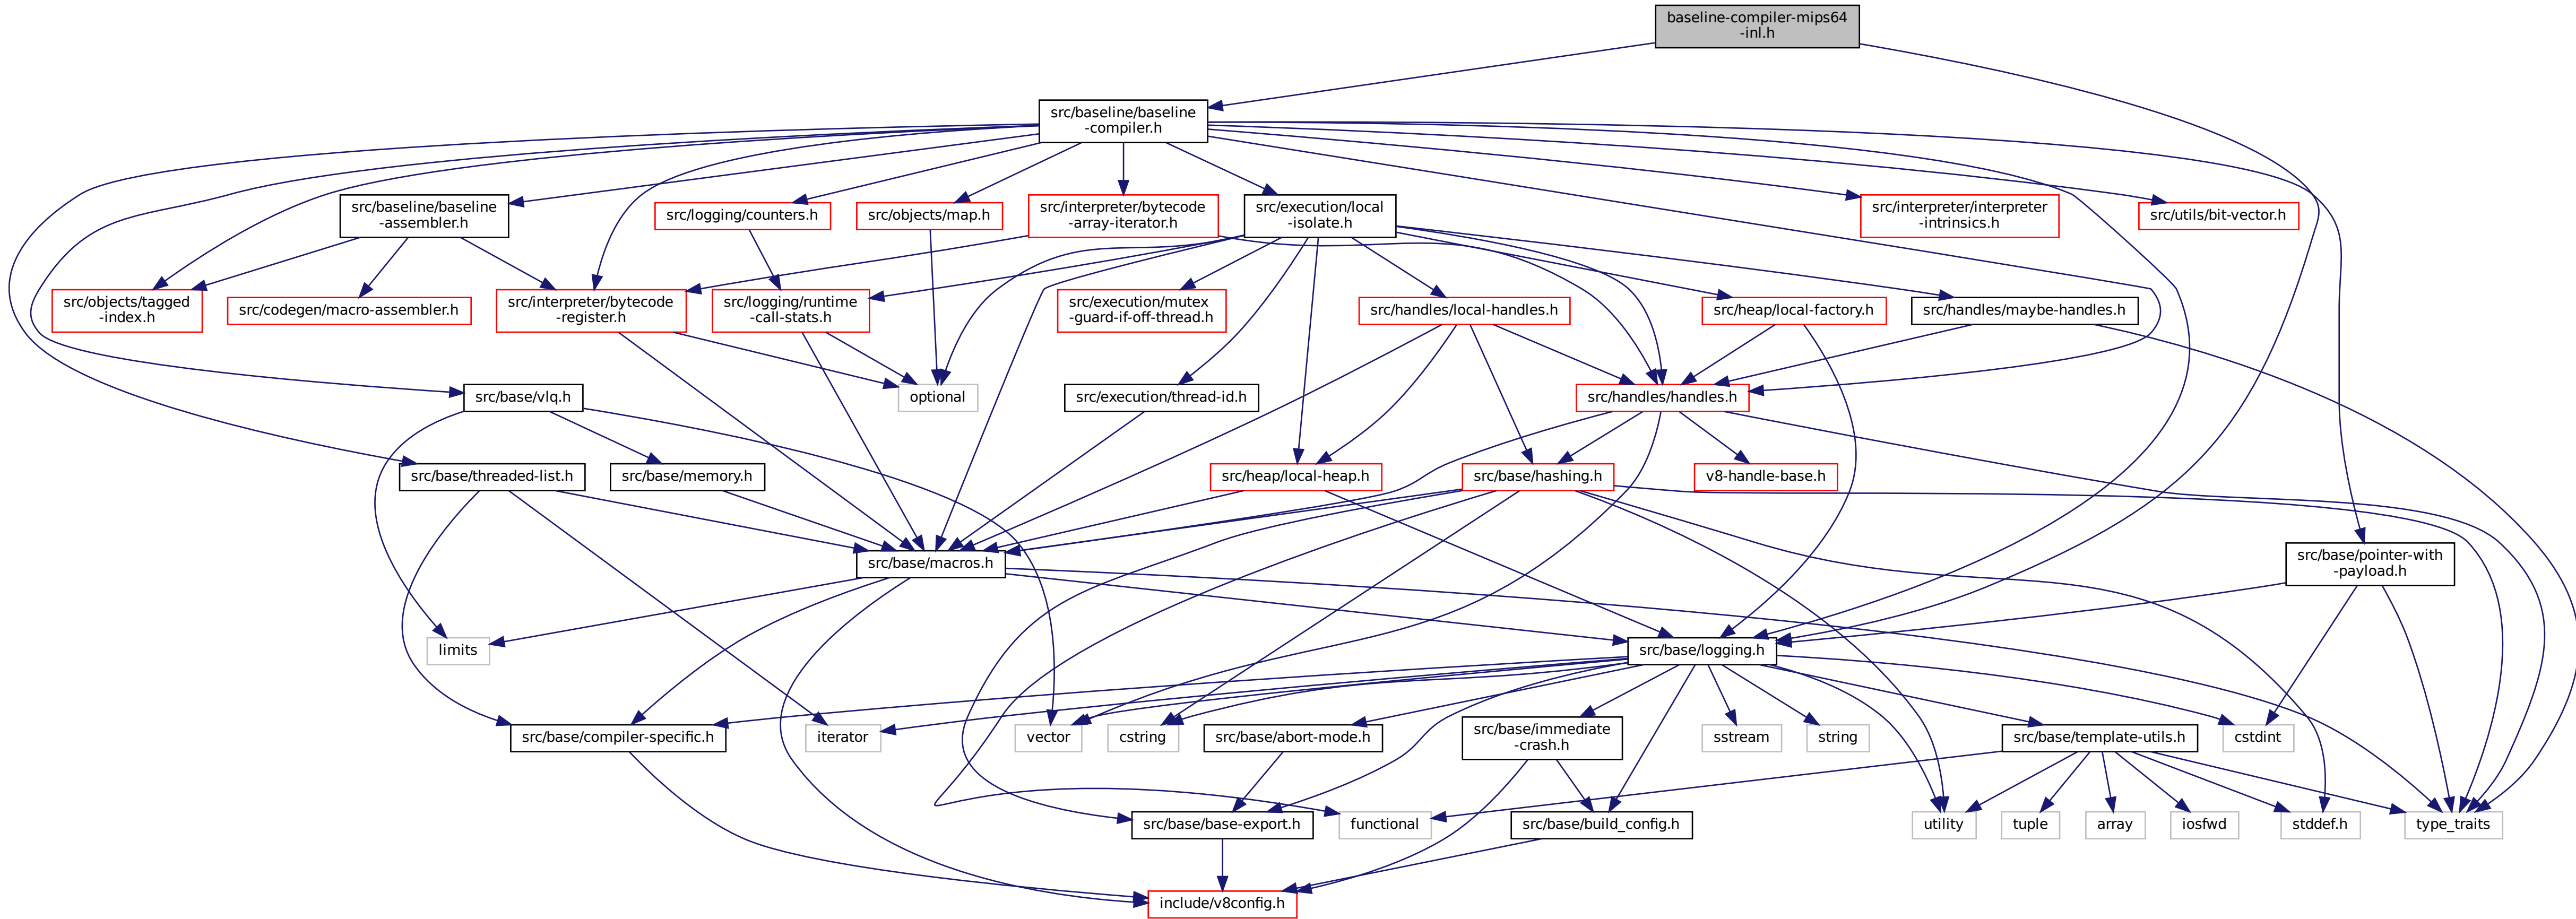 baseline-compiler-mips64
-inl.h
src/baseline/baseline
-compiler.h
src/baseline/baseline
-assembler.h
src/logging/counters.h
src/objects/map.h
src/interpreter/bytecode
-array-iterator.h
src/execution/local
-isolate.h
src/interpreter/interpreter
-intrinsics.h
src/utils/bit-vector.h
src/objects/tagged
-index.h
src/codegen/macro-assembler.h
src/interpreter/bytecode
-register.h
src/logging/runtime
-call-stats.h
src/execution/mutex
-guard-if-off-thread.h
src/handles/local-handles.h
src/heap/local-factory.h
src/handles/maybe-handles.h
src/base/vlq.h
optional
src/execution/thread-id.h
src/handles/handles.h
src/base/threaded-list.h
src/base/memory.h
src/heap/local-heap.h
src/base/hashing.h
v8-handle-base.h
src/base/macros.h
src/base/pointer-with
-payload.h
limits
src/base/logging.h
src/base/compiler-specific.h
iterator
vector
cstring
src/base/abort-mode.h
src/base/immediate
-crash.h
sstream
string
src/base/template-utils.h
cstdint
src/base/base-export.h
functional
src/base/build_config.h
utility
tuple
array
iosfwd
stddef.h
type_traits
include/v8config.h